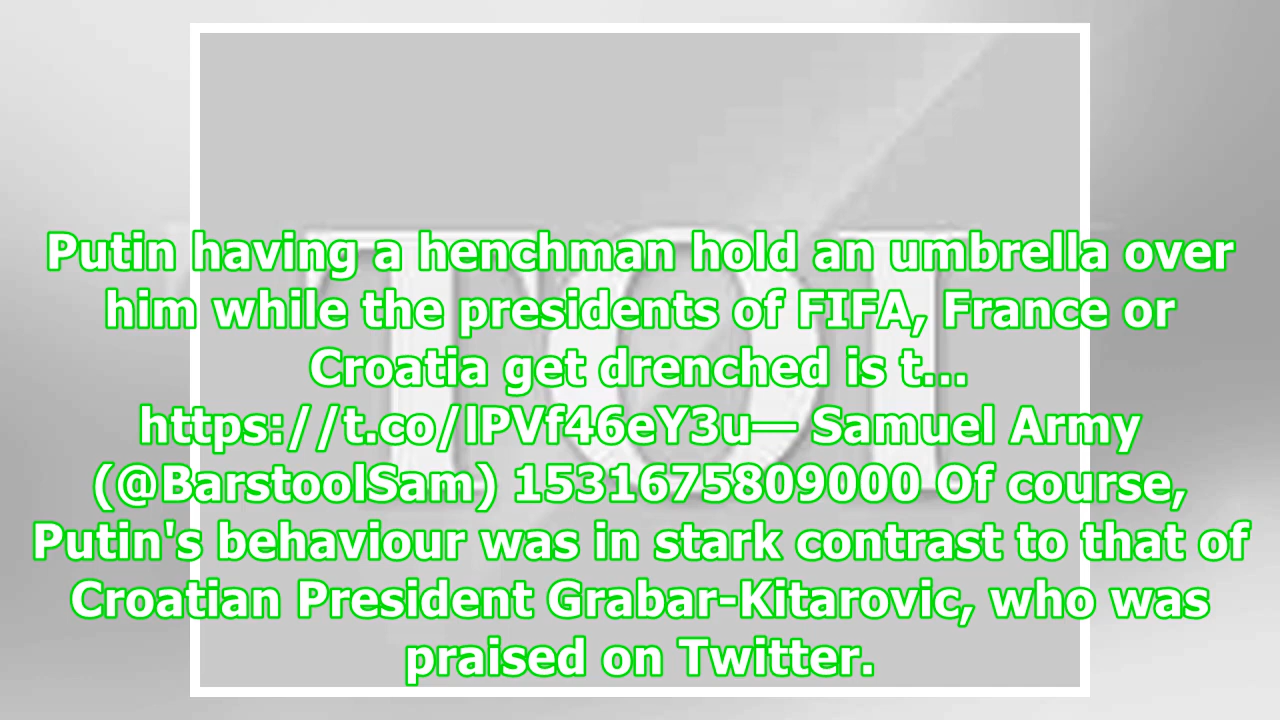 Putin having a henchman hold an umbrella over
him while the presidents of FIFA, France or
Croatia get drenched is t...
https://t.co/lPVf46eY3u— Samuel Army
(@BarstoolSam) 1531675809000 Of course,
Putin's behaviour was in stark contrast to that of
Croatian President Grabar-Kitarovic, who was
praised on Twitter.
TOI